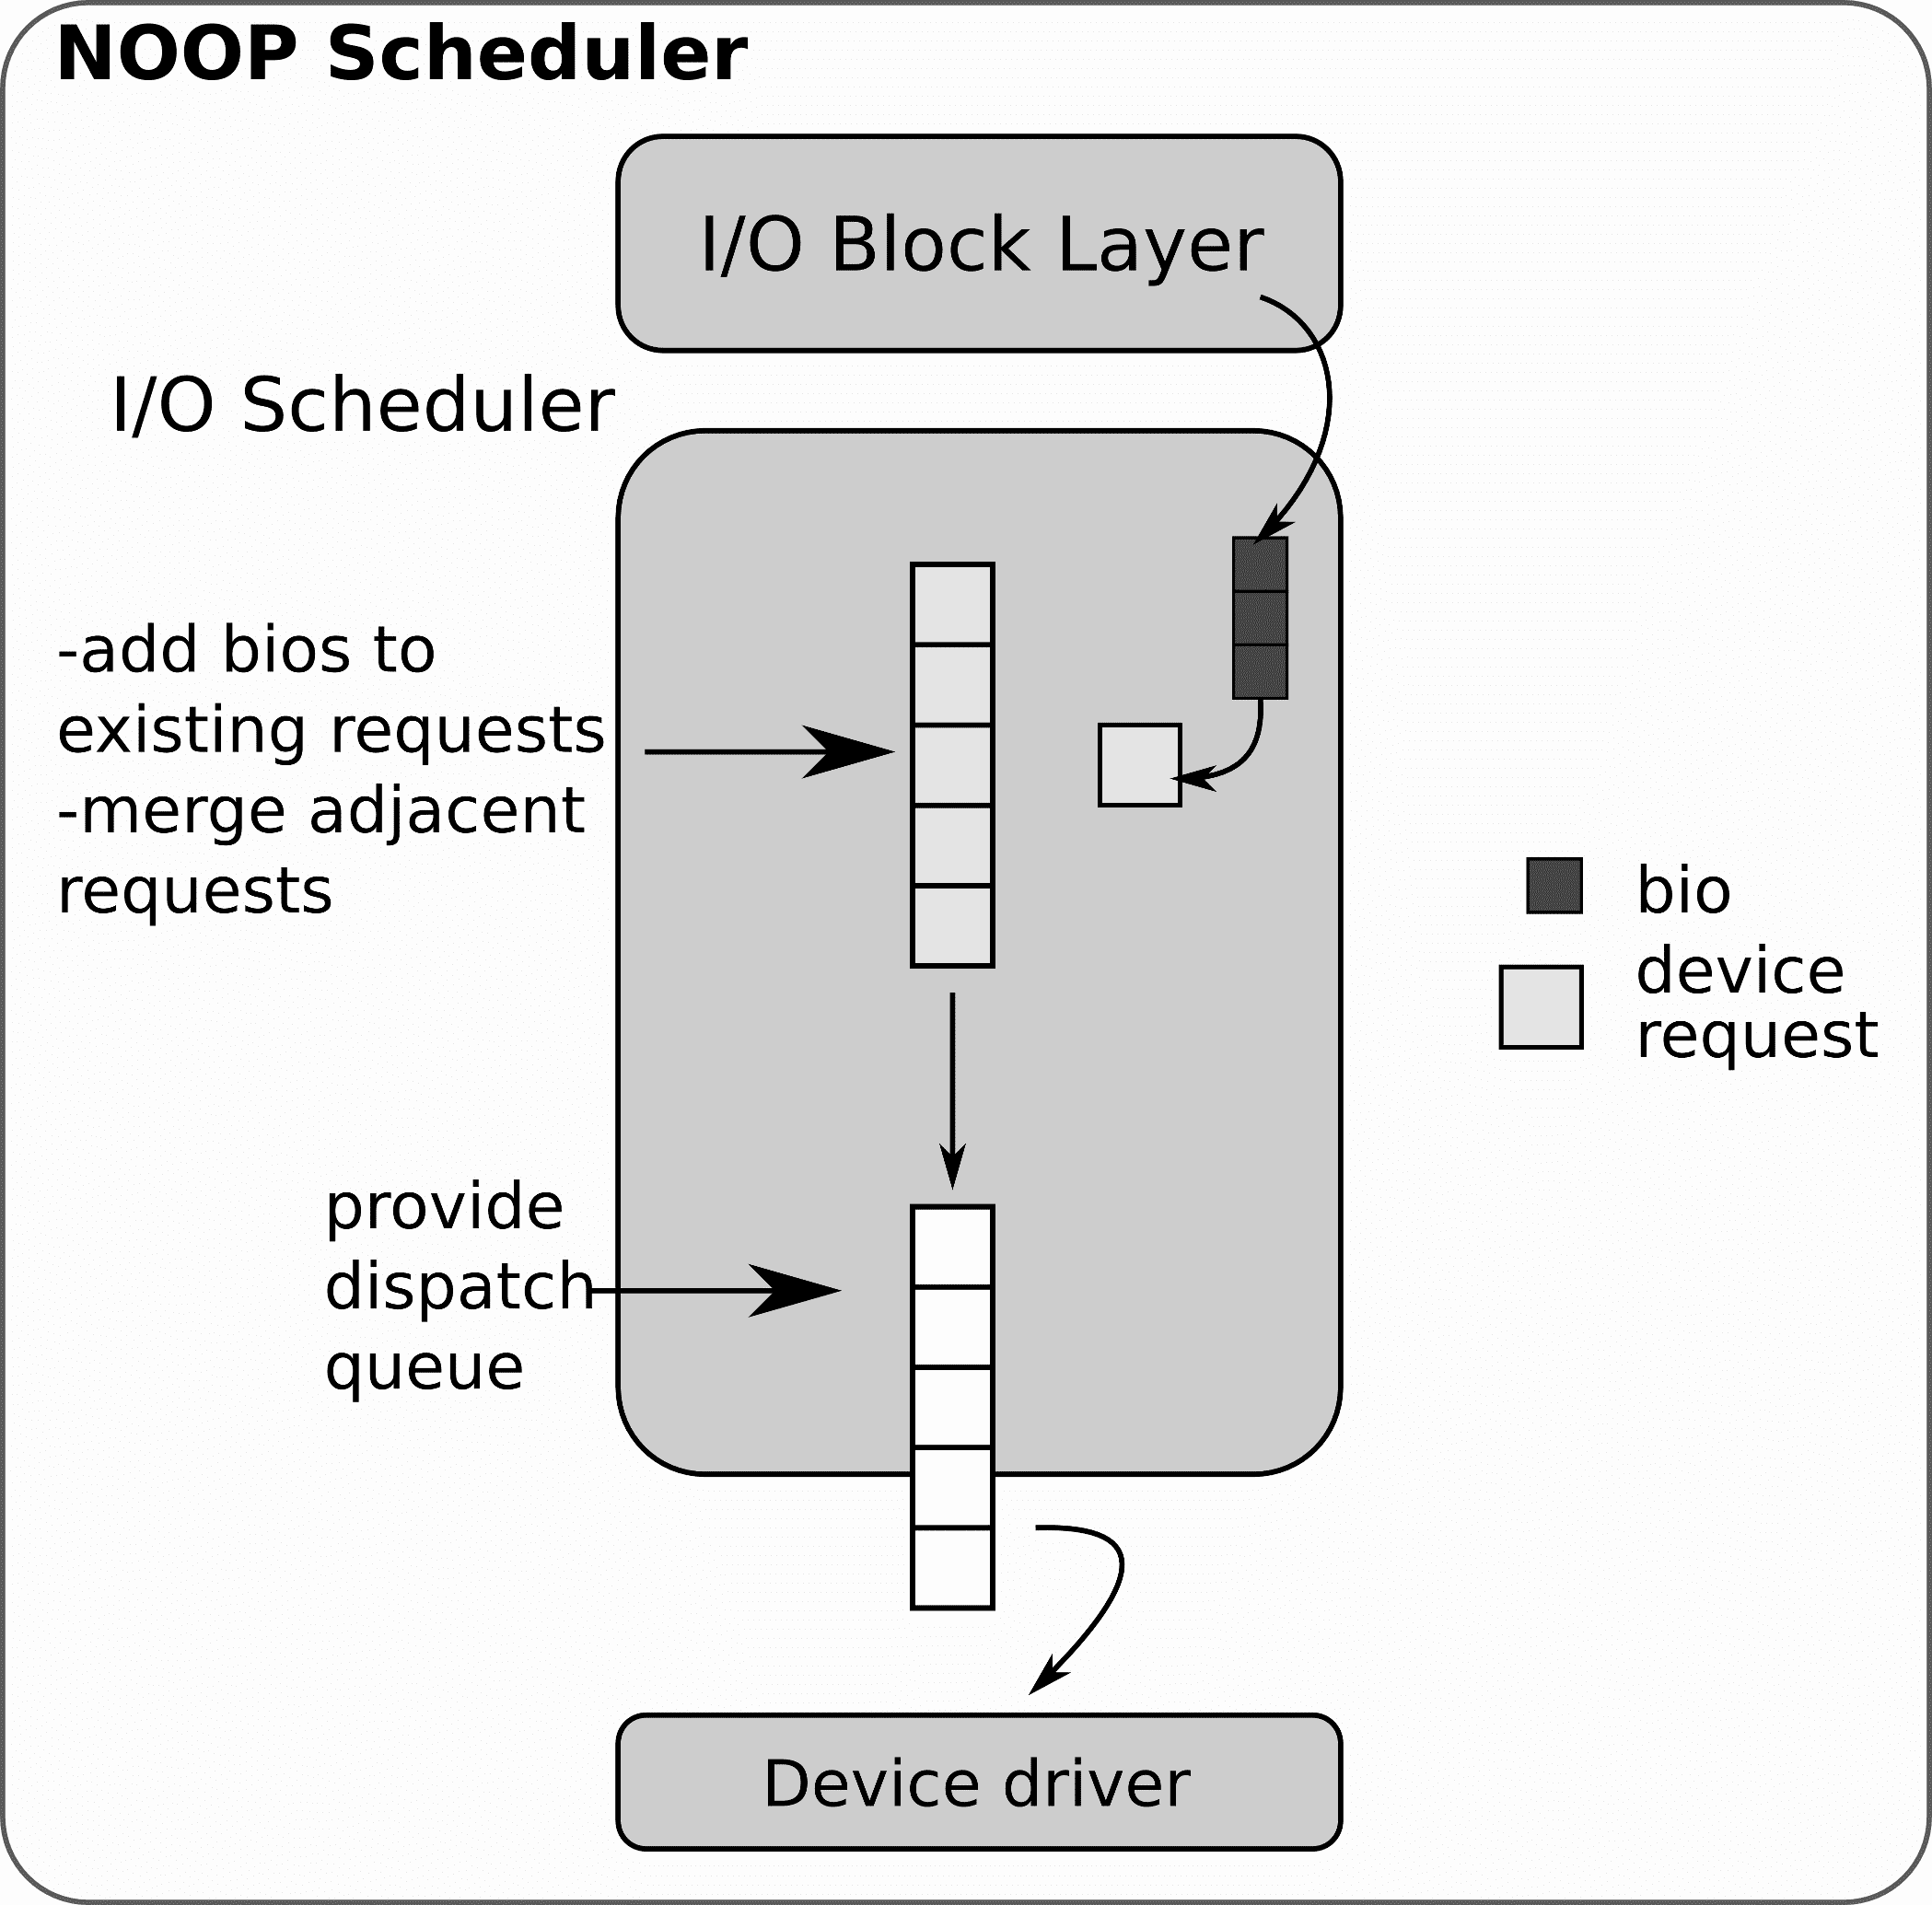 NOOP Scheduler
I/O Block Layer
I/O Scheduler
-add bios to
existing requests
-merge adjacent
requests
bio
device
request
provide
dispatch
queue
Device driver